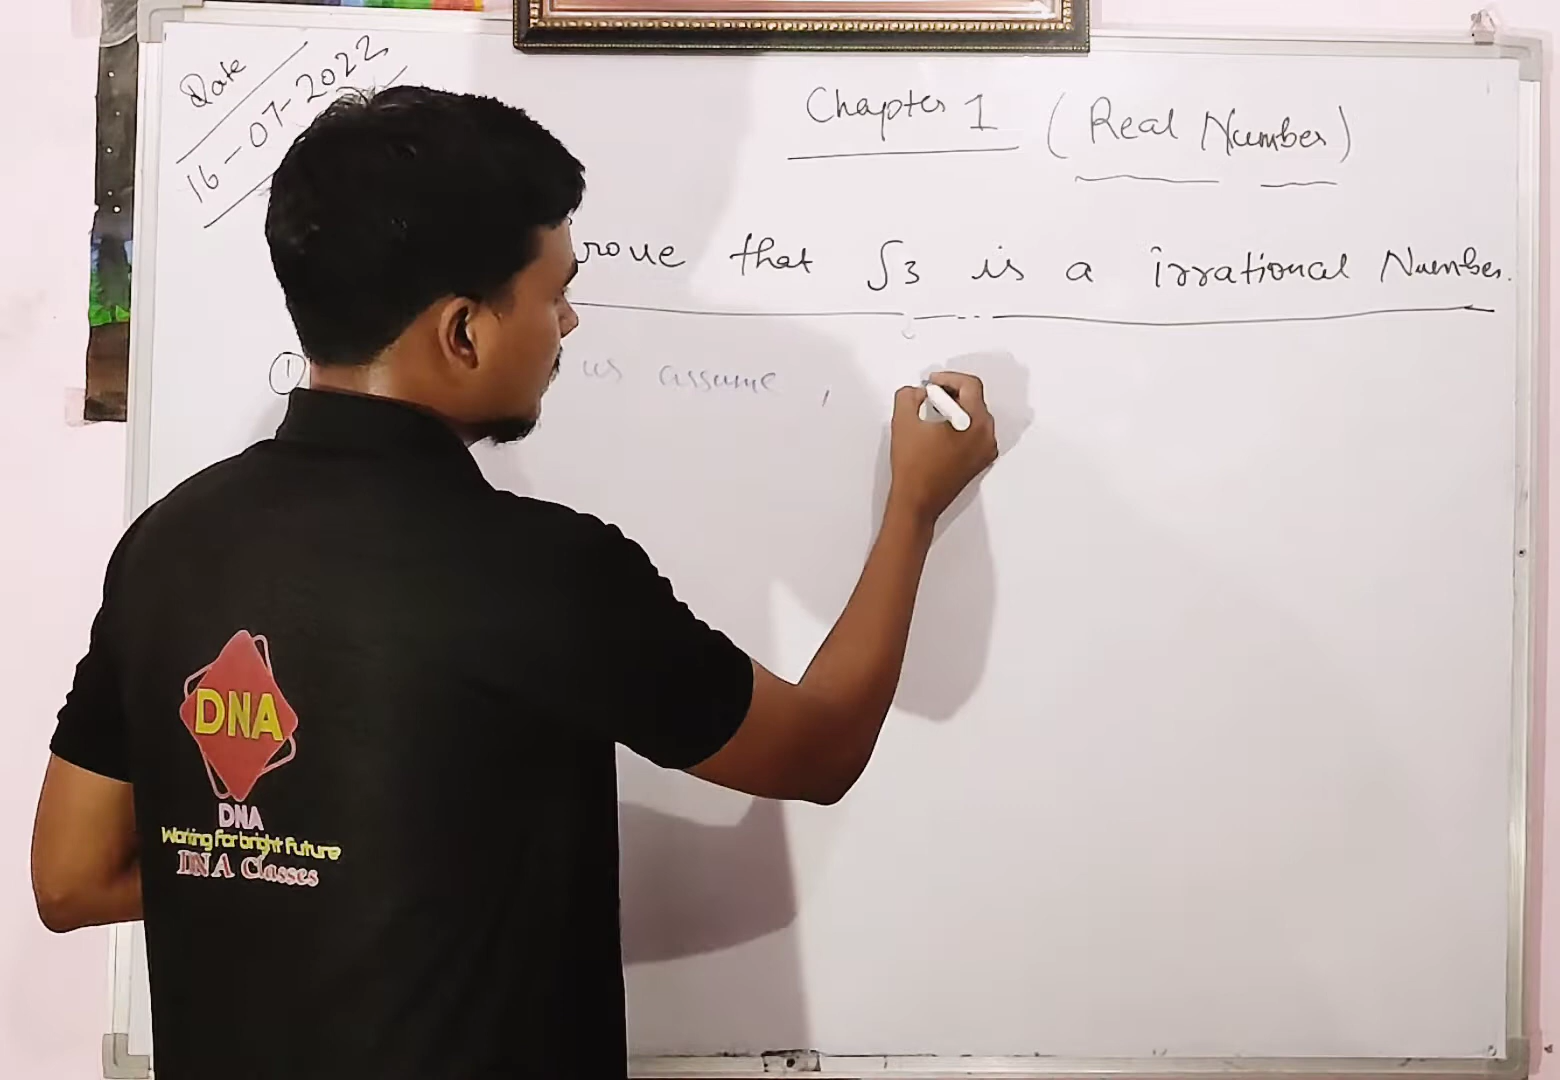 Date
16-07-2022
Chapter 1 (Real Number)
rove that √3 is a irrational Number.
1 us assume,
DNA
DNA
Working for bright future
DNA Classes